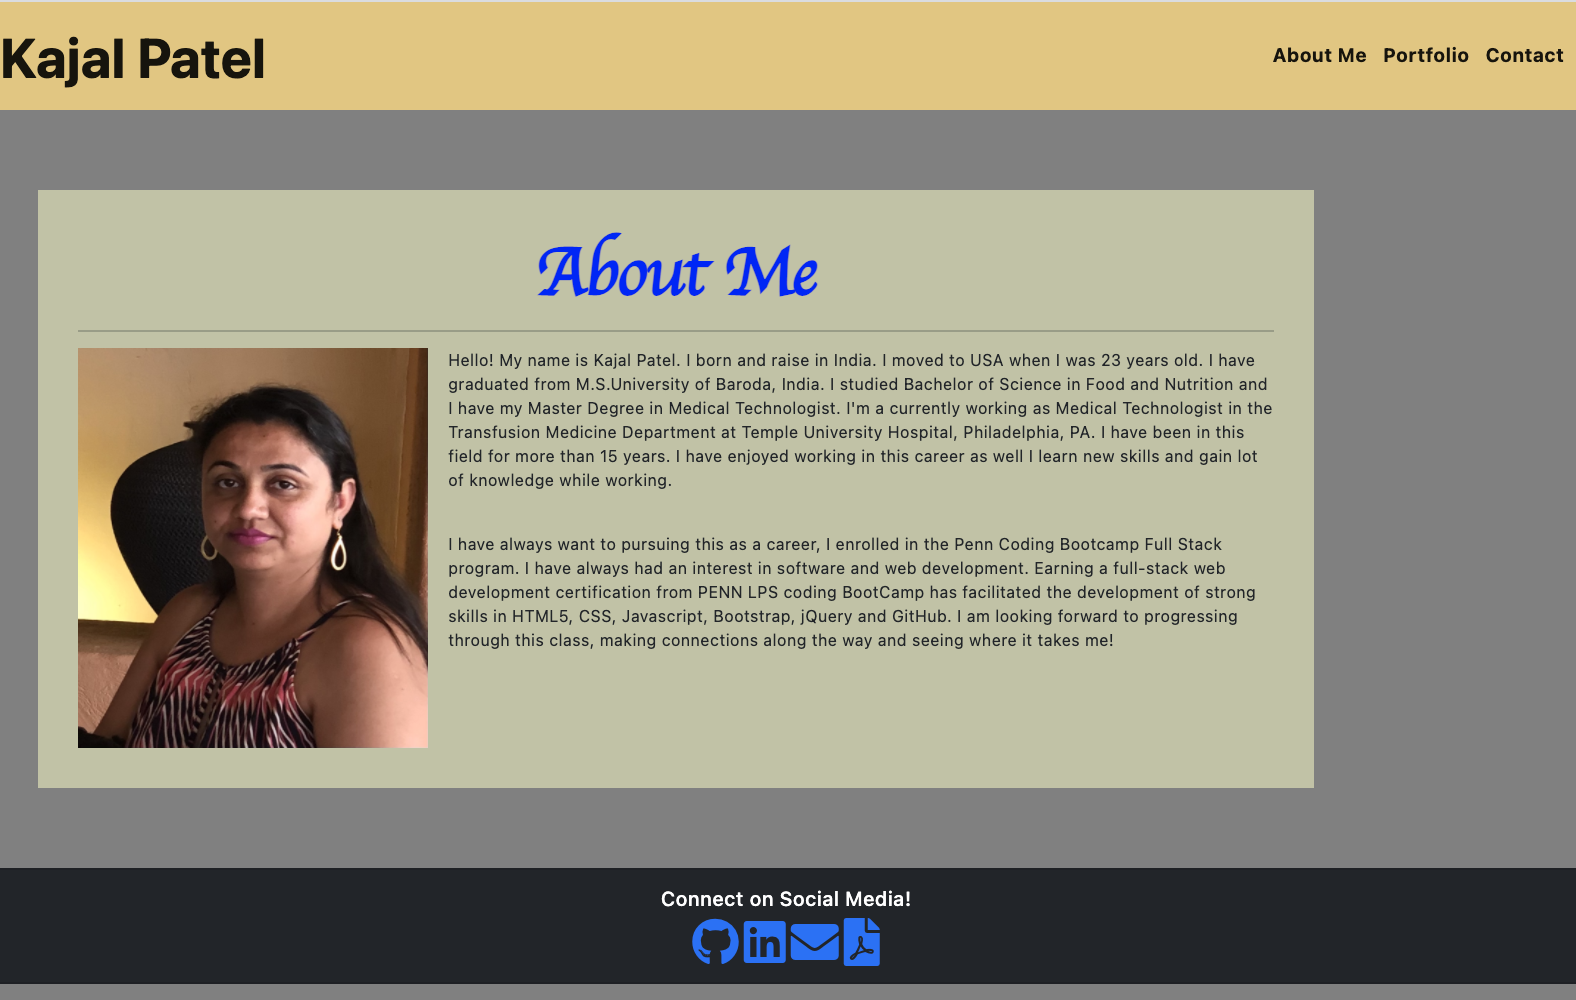 Kajal Patel
About Me Portfolio Contact
About Me
Hello! My name is Kajal Patel. I born and raise in India. I moved to USA when I was 23 years old. I have
graduated from M.S.University of Baroda, India. I studied Bachelor of Science in Food and Nutrition and
I have my Master Degree in Medical Technologist. I'm a currently working as Medical Technologist in the
Transfusion Medicine Department at Temple University Hospital, Philadelphia, PA. I have been in this
field for more than 15 years. I have enjoyed working in this career as well I learn new skills and gain lot
of knowledge while working.
I have always want to pursuing this as a career, I enrolled in the Penn Coding Bootcamp Full Stack
program. I have always had an interest in software and web development. Earning a full-stack web
development certification from PENN LPS coding BootCamp has facilitated the development of strong
skills in HTML5, CSS, Javascript, Bootstrap, jQuery and GitHub. I am looking forward to progressing
through this class, making connections along the way and seeing where it takes me!
Connect on Social Media!
in